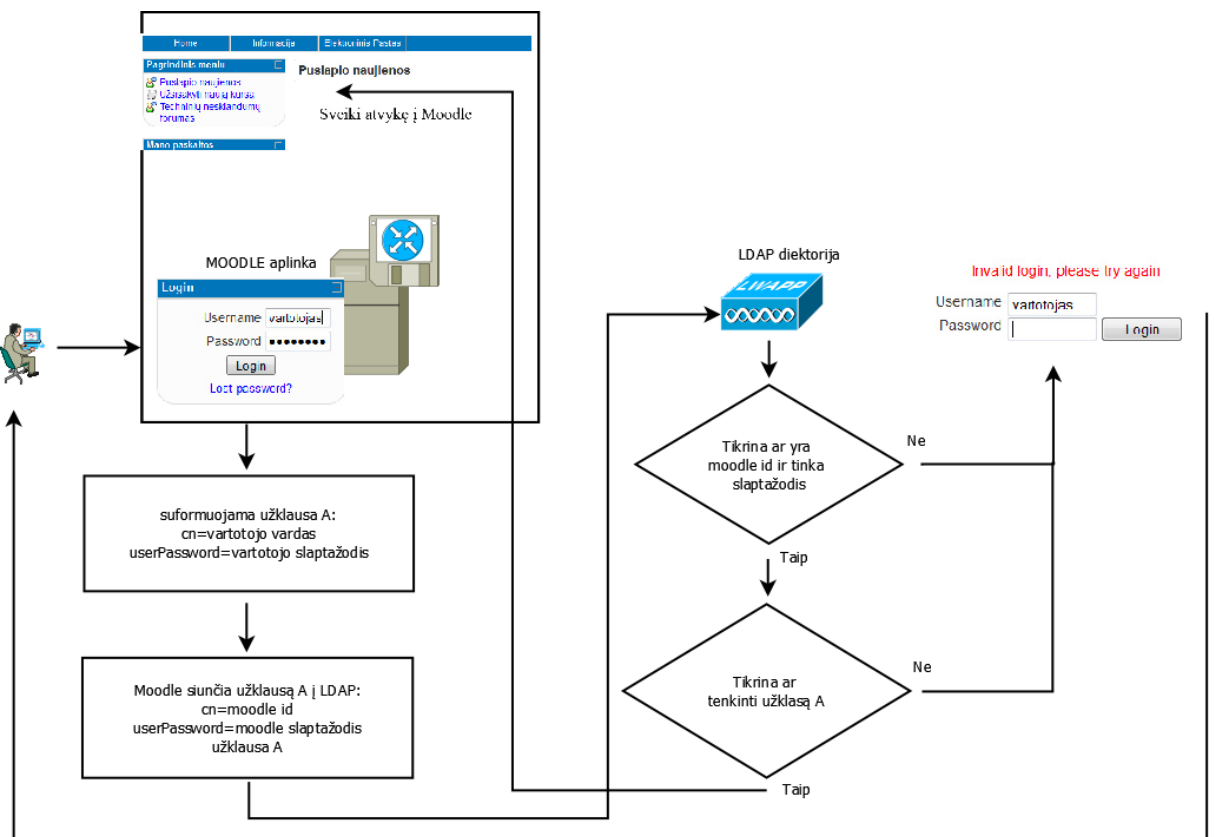 Home Informacija Elektroninis Pastas
Pagrindinis meniu
Puslapio naujienos
Užsisakyti naują kursą
Techninių nesklandumų
forumas
Mano paskaitos
Puslapio naujienos
Sveiki atvykę į Moodle
MOODLE aplinka
Login
Username vartotojas
Password
Login
Lost password?
suformuojama užklausa A:
cn=vartotojo vardas
userPassword=vartotojo slaptažodis
Moodle siunčia užklausą A į LDAP:
cn=moodle id
userPassword=moodle slaptažodis
užklausa A
LDAP diektorija
LWAPP
Tikrina ar yra
moodle id ir tinka
slaptažodis
Ne
Taip
Tikrina ar
tenkinti užklasą A
Ne
Taip
Invalid login, please try again
Username vartotojas
Password Login